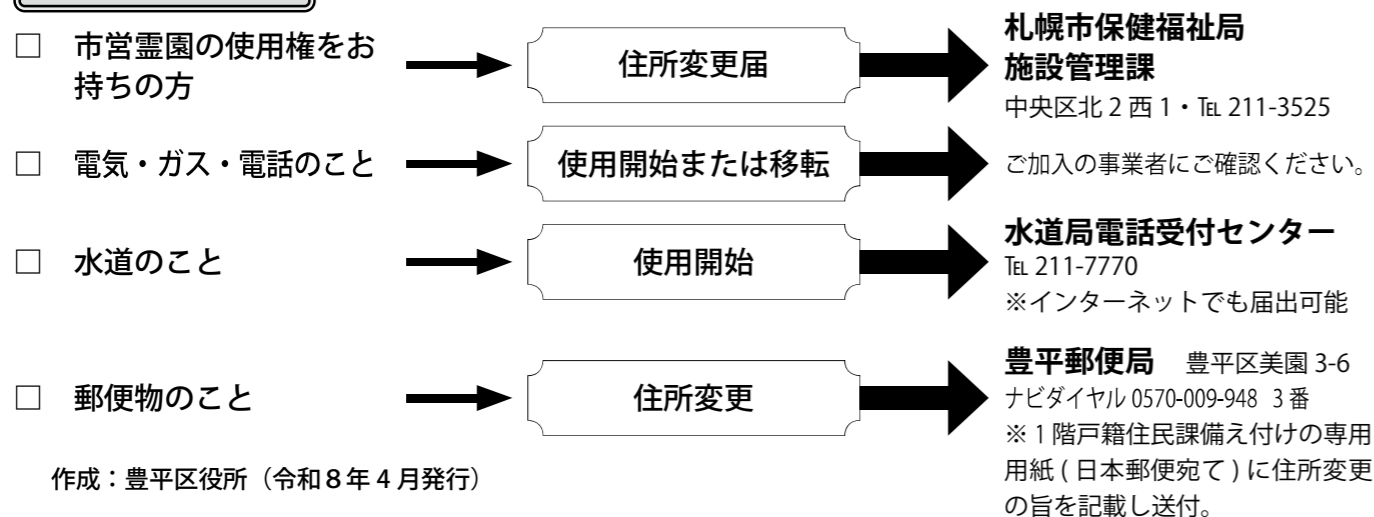 □ 市営霊園の使用権をお
持ちの方
住所変更届
札幌市保健福祉局
施設管理課
中央区北2西1・℡ 211-3525
□ 電気・ガス・電話のこと
使用開始または移転
ご加入の事業者にご確認ください。
□ 水道のこと
使用開始
水道局電話受付センター
℡ 211-7770
※インターネットでも届出可能
□ 郵便物のこと
住所変更
豊平郵便局 豊平区美園 3-6
ナビダイヤル 0570-009-948 3番
※1階戸籍住民課備え付けの専用
用紙(日本郵便宛て)に住所変更
の旨を記載し送付。
作成：豊平区役所（令和８年４月発行）